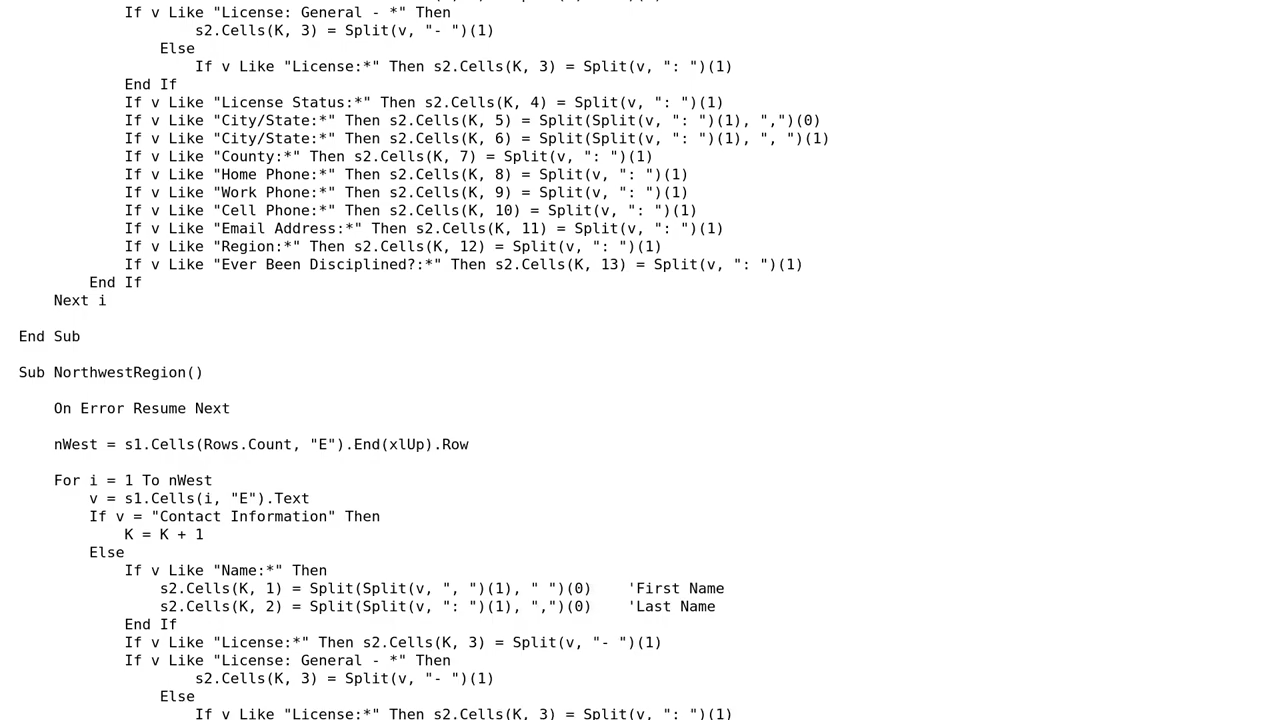 If v Like "License: General - *" Then
s2.Cells(K, 3) = Split(v, "- ")(1)
Else
If v Like "License:*" Then s2.Cells(K, 3) = Split(v, ": ")(1)
End If
If v Like "License Status:*" Then s2.Cells(K, 4) = Split(v, ": ")(1)
If v Like "City/State:*" Then s2.Cells(K, 5) = Split(Split(v, ": ")(1), ",")(0)
If v Like "City/State:*" Then s2.Cells(K, 6) = Split(Split(v, ": ")(1), ", ")(1)
If v Like "County:*" Then s2.Cells(K, 7) = Split(v, ": ")(1)
If v Like "Home Phone:*" Then s2.Cells(K, 8) = Split(v, ": ")(1)
If v Like "Work Phone:*" Then s2.Cells(K, 9) = Split(v, ": ")(1)
If v Like "Cell Phone:*" Then s2.Cells(K, 10) = Split(v, ": ")(1)
If v Like "Email Address:*" Then s2.Cells(K, 11) = Split(v, ": ")(1)
If v Like "Region:*" Then s2.Cells(K, 12) = Split(v, ": ")(1)
If v Like "Ever Been Disciplined?:*" Then s2.Cells(K, 13) = Split(v, ": ")(1)
End If
Next i
End Sub
Sub NorthwestRegion()
On Error Resume Next
nWest = s1.Cells(Rows.Count, "E").End(xlUp).Row
For i = 1 To nWest
v = s1.Cells(i, "E").Text
If v = "Contact Information" Then
K = K + 1
Else
If v Like "Name:*" Then
s2.Cells(K, 1) = Split(Split(v, ", ")(1), " ")(0)    'First Name
s2.Cells(K, 2) = Split(Split(v, ": ")(1), ",")(0)    'Last Name
End If
If v Like "License:*" Then s2.Cells(K, 3) = Split(v, "- ")(1)
If v Like "License: General - *" Then
s2.Cells(K, 3) = Split(v, "- ")(1)
Else
If v Like "License:*" Then s2.Cells(K, 3) = Split(v, ": ")(1)